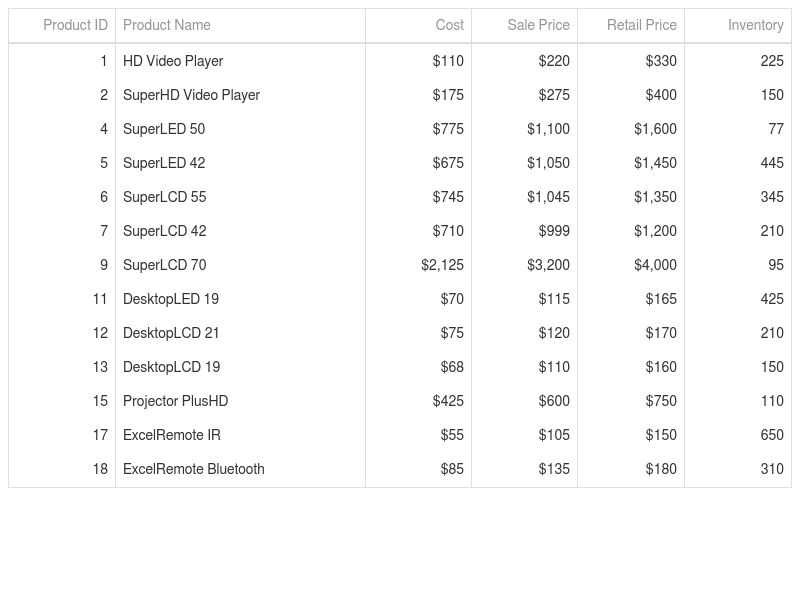 Product ID Product Name Cost Sale Price Retail Price Inventory
1 HD Video Player $110 $220 $330 225
2 SuperHD Video Player $175 $275 $400 150
4 SuperLED 50 $775 $1,100 $1,600 77
5 SuperLED 42 $675 $1,050 $1,450 445
6 SuperLCD 55 $745 $1,045 $1,350 345
7 SuperLCD 42 $710 $999 $1,200 210
9 SuperLCD 70 $2,125 $3,200 $4,000 95
11 DesktopLED 19 $70 $115 $165 425
12 DesktopLCD 21 $75 $120 $170 210
13 DesktopLCD 19 $68 $110 $160 150
15 Projector PlusHD $425 $600 $750 110
17 ExcelRemote IR $55 $105 $150 650
18 ExcelRemote Bluetooth $85 $135 $180 310